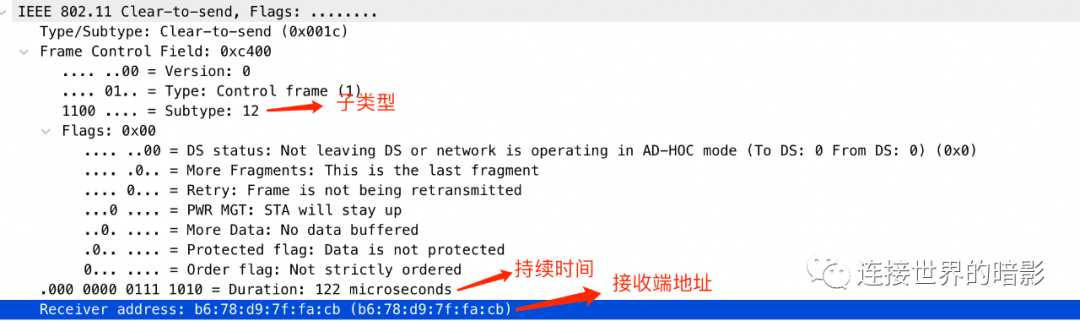 IEEE 802.11 Clear-to-send, Flags: ........
Type/Subtype: Clear-to-send (0x001c)
Frame Control Field: 0xc400
.... ..00 = Version: 0
.... 01.. = Type: Control frame (1)
1100 .... = Subtype: 12 子类型
Flags: 0x00
.... ..00 = DS status: Not leaving DS or network is operating in AD-HOC mode (To DS: 0 From DS: 0) (0x0)
.... .0.. = More Fragments: This is the last fragment
.... 0... = Retry: Frame is not being retransmitted
...0 .... = PWR MGT: STA will stay up
..0. .... = More Data: No data buffered
.0.. .... = Protected flag: Data is not protected
0... .... = Order flag: Not strictly ordered
.000 0000 0111 1010 = Duration: 122 microseconds 持续时间
Receiver address: b6:78:d9:7f:fa:cb (b6:78:d9:7f:fa:cb) 接收端地址
连接世界的暗影